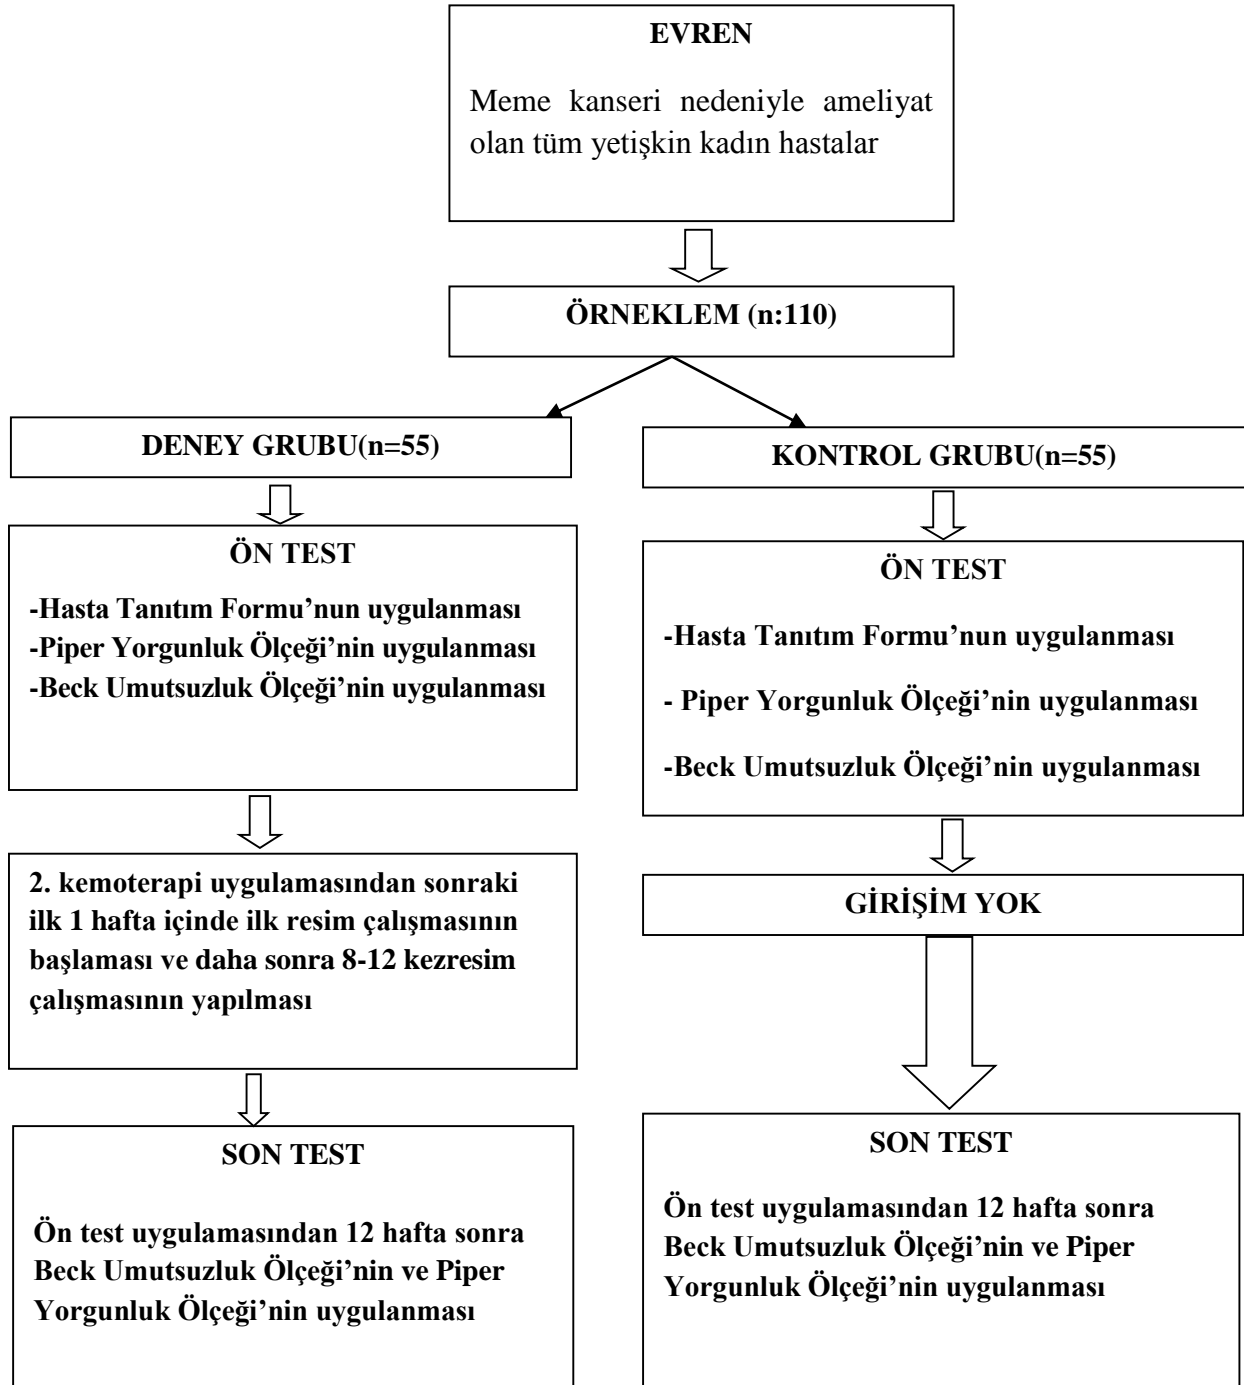 EVREN
Meme kanseri nedeniyle ameliyat
olan tüm yetişkin kadın hastalar
ÖRNEKLEM (n:110)
DENEY GRUBU(n=55)
ÖN TEST
-Hasta Tanıtım Formu’nun uygulanması
-Piper Yorgunluk Ölçeği’nin uygulanması
-Beck Umutsuzluk Ölçeği’nin uygulanması
2. kemoterapi uygulamasından sonraki
ilk 1 hafta içinde ilk resim çalışmasının
başlaması ve daha sonra 8-12 kezresim
çalışmasının yapılması
SON TEST
Ön test uygulamasından 12 hafta sonra
Beck Umutsuzluk Ölçeği’nin ve Piper
Yorgunluk Ölçeği’nin uygulanması
KONTROL GRUBU(n=55)
ÖN TEST
-Hasta Tanıtım Formu’nun uygulanması
- Piper Yorgunluk Ölçeği’nin uygulanması
-Beck Umutsuzluk Ölçeği’nin uygulanması
GİRİŞİM YOK
SON TEST
Ön test uygulamasından 12 hafta sonra
Beck Umutsuzluk Ölçeği’nin ve Piper
Yorgunluk Ölçeği’nin uygulanması